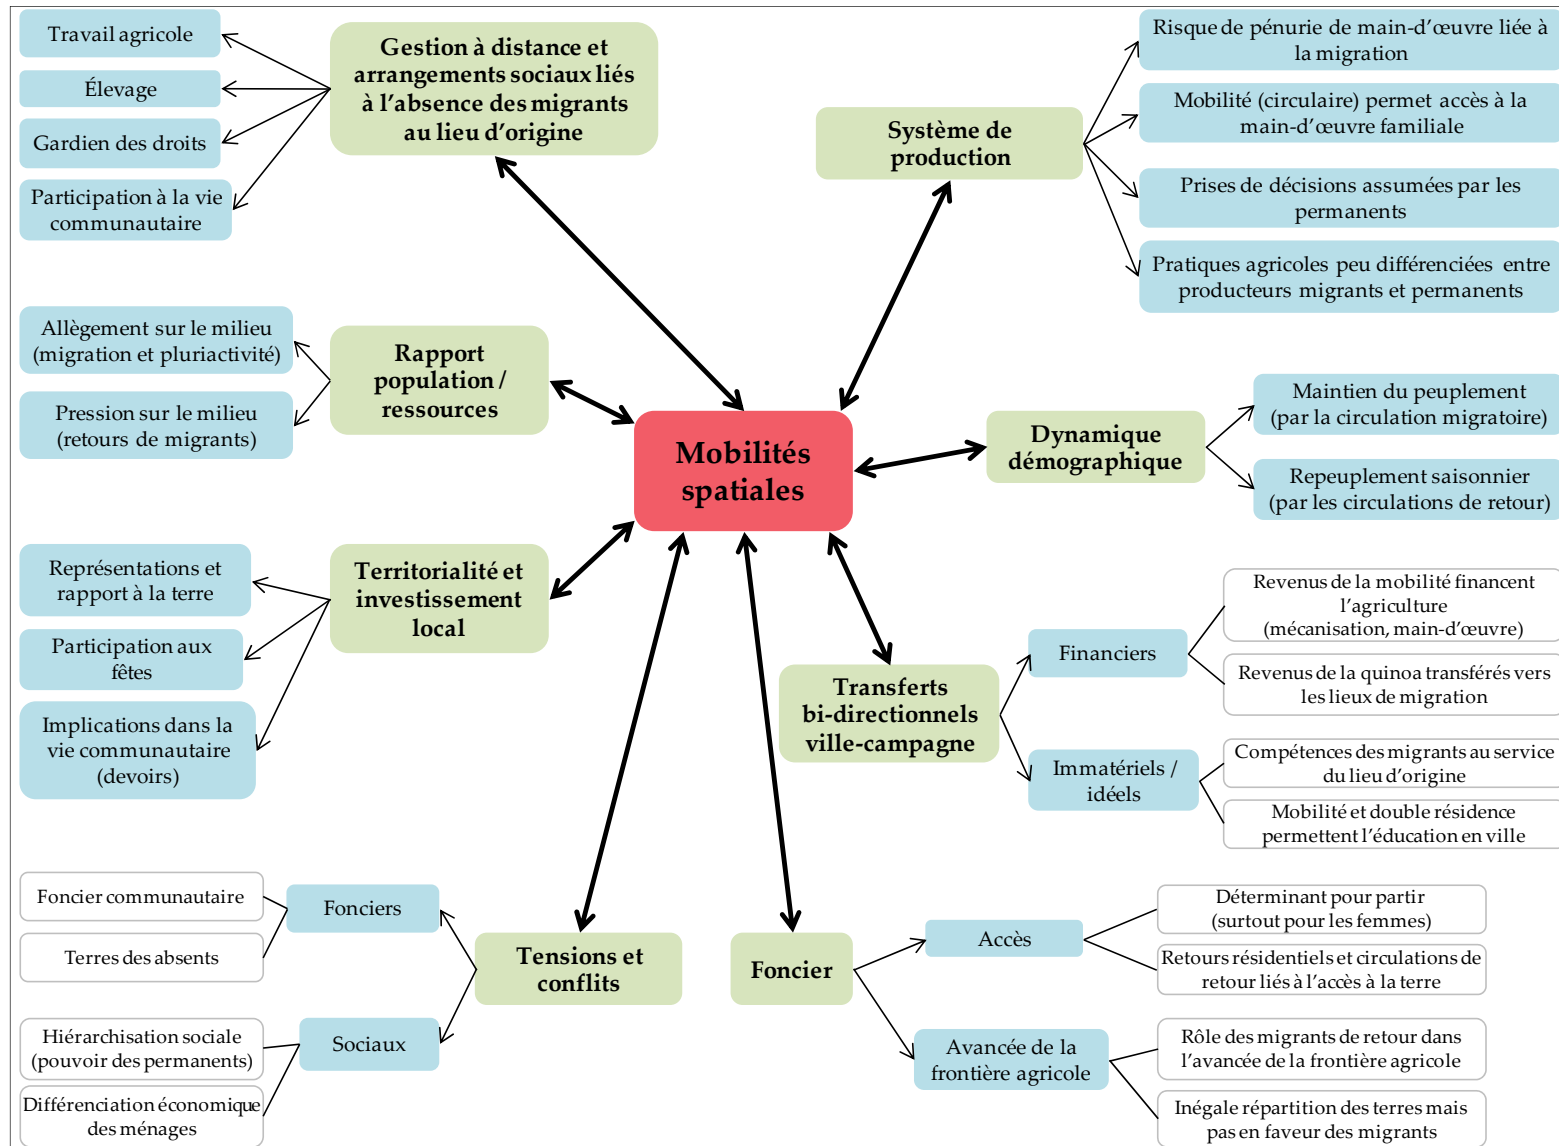 Travail agricole
Élevage
Gardien des droits
Participation à la vie
communautaire
Gestion à distance et
arrangements sociaux liés
à l’absence des migrants
au lieu d’origine
Système de
production
Risque de pénurie de main-d’œuvre liée à
la migration
Mobilité (circulaire) permet accès à la
main-d’œuvre familiale
Prises de décisions assumées par les
permanents
Pratiques agricoles peu différenciées entre
producteurs migrants et permanents
Allègement sur le milieu
(migration et pluriactivité)
Pression sur le milieu
(retours de migrants)
Rapport
population /
ressources
Mobilités
spatiales
Dynamique
démographique
Maintien du peuplement
(par la circulation migratoire)
Repeuplement saisonnier
(par les circulations de retour)
Représentations et
rapport à la terre
Participation aux
fêtes
Implications dans la
vie communautaire
(devoirs)
Territorialité et
investissement
local
Transferts
bi-directionnels
ville-campagne
Financiers
Immatériels /
idéels
Revenus de la mobilité financent
l’agriculture
(mécanisation, main-d’œuvre)
Revenus de la quinoa transférés vers
les lieux de migration
Compétences des migrants au service
du lieu d’origine
Mobilité et double résidence
permettent l’éducation en ville
Foncier communautaire
Terres des absents
Fonciers
Hiérarchisation sociale
(pouvoir des permanents)
Différenciation économique
des ménages
Sociaux
Tensions et
conflits
Foncier
Accès
Avancée de la
frontière agricole
Déterminant pour partir
(surtout pour les femmes)
Retours résidentiels et circulations de
retour liés à l’accès à la terre
Rôle des migrants de retour dans
l’avancée de la frontière agricole
Inégale répartition des terres mais
pas en faveur des migrants